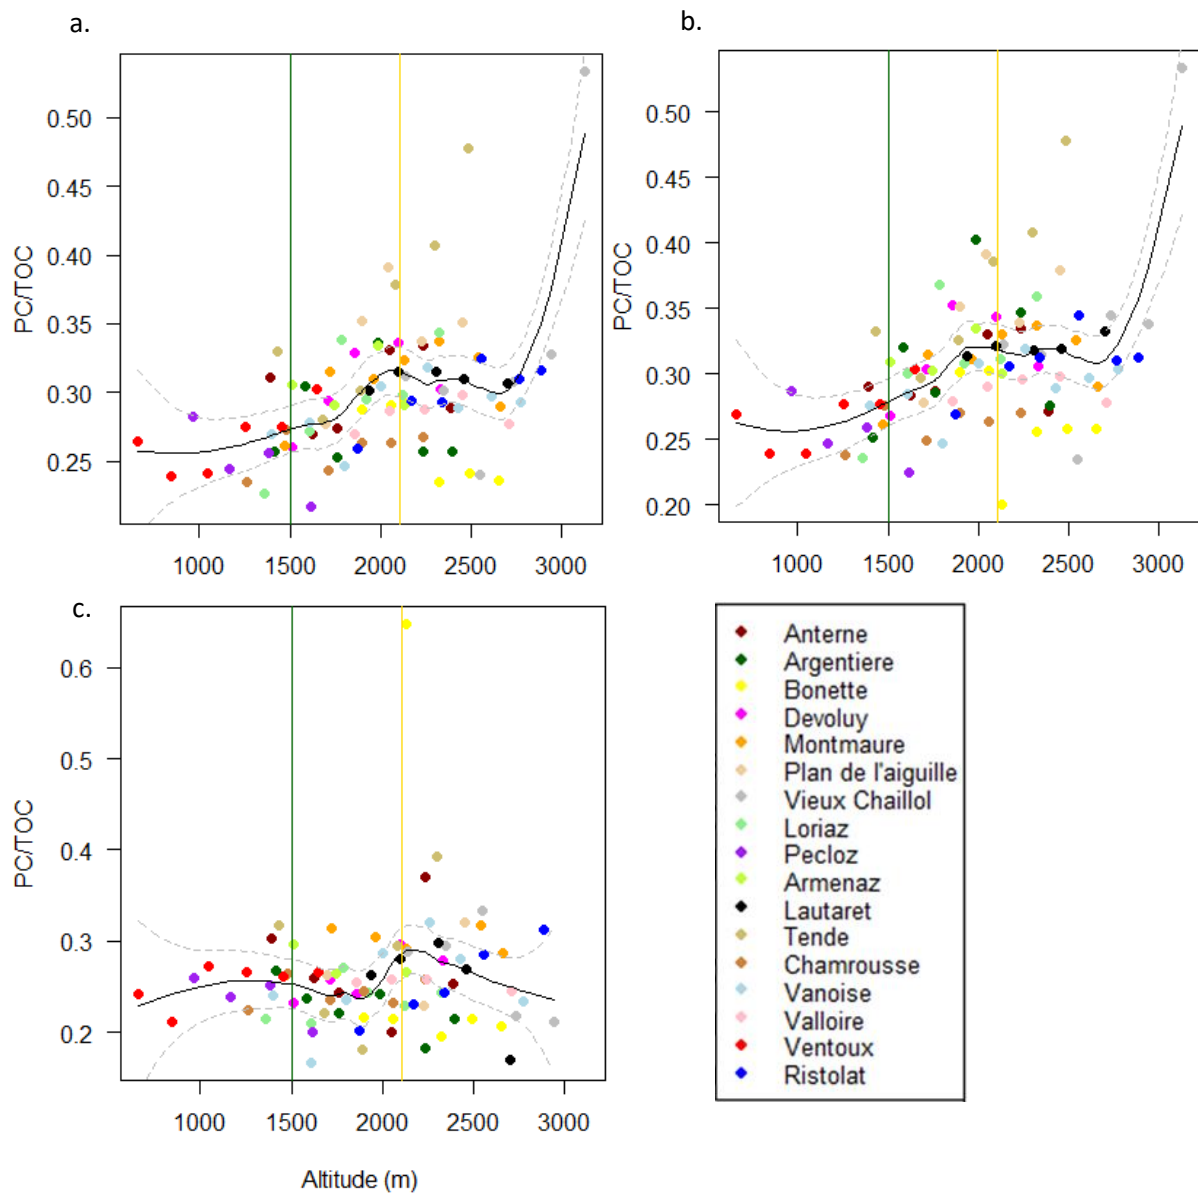 a.
b.
0.50
0.45
0.40
0.35
0.30
0.25
PC/TOC
1000 1500 2000 2500 3000
0.50
0.45
0.40
0.35
0.30
0.25
0.20
PC/TOC
1000 1500 2000 2500 3000
c.
0.6
0.5
0.4
0.3
0.2
PC/TOC
1000 1500 2000 2500 3000
Altitude (m)
Anterne
Argentiere
Bonette
Devoluy
Montmaure
Plan de l'aiguille
Vieux Chaillol
Loriaz
Pecloz
Armenaz
Lautaret
Tende
Chamrousse
Vanoise
Valloire
Ventoux
Ristolat